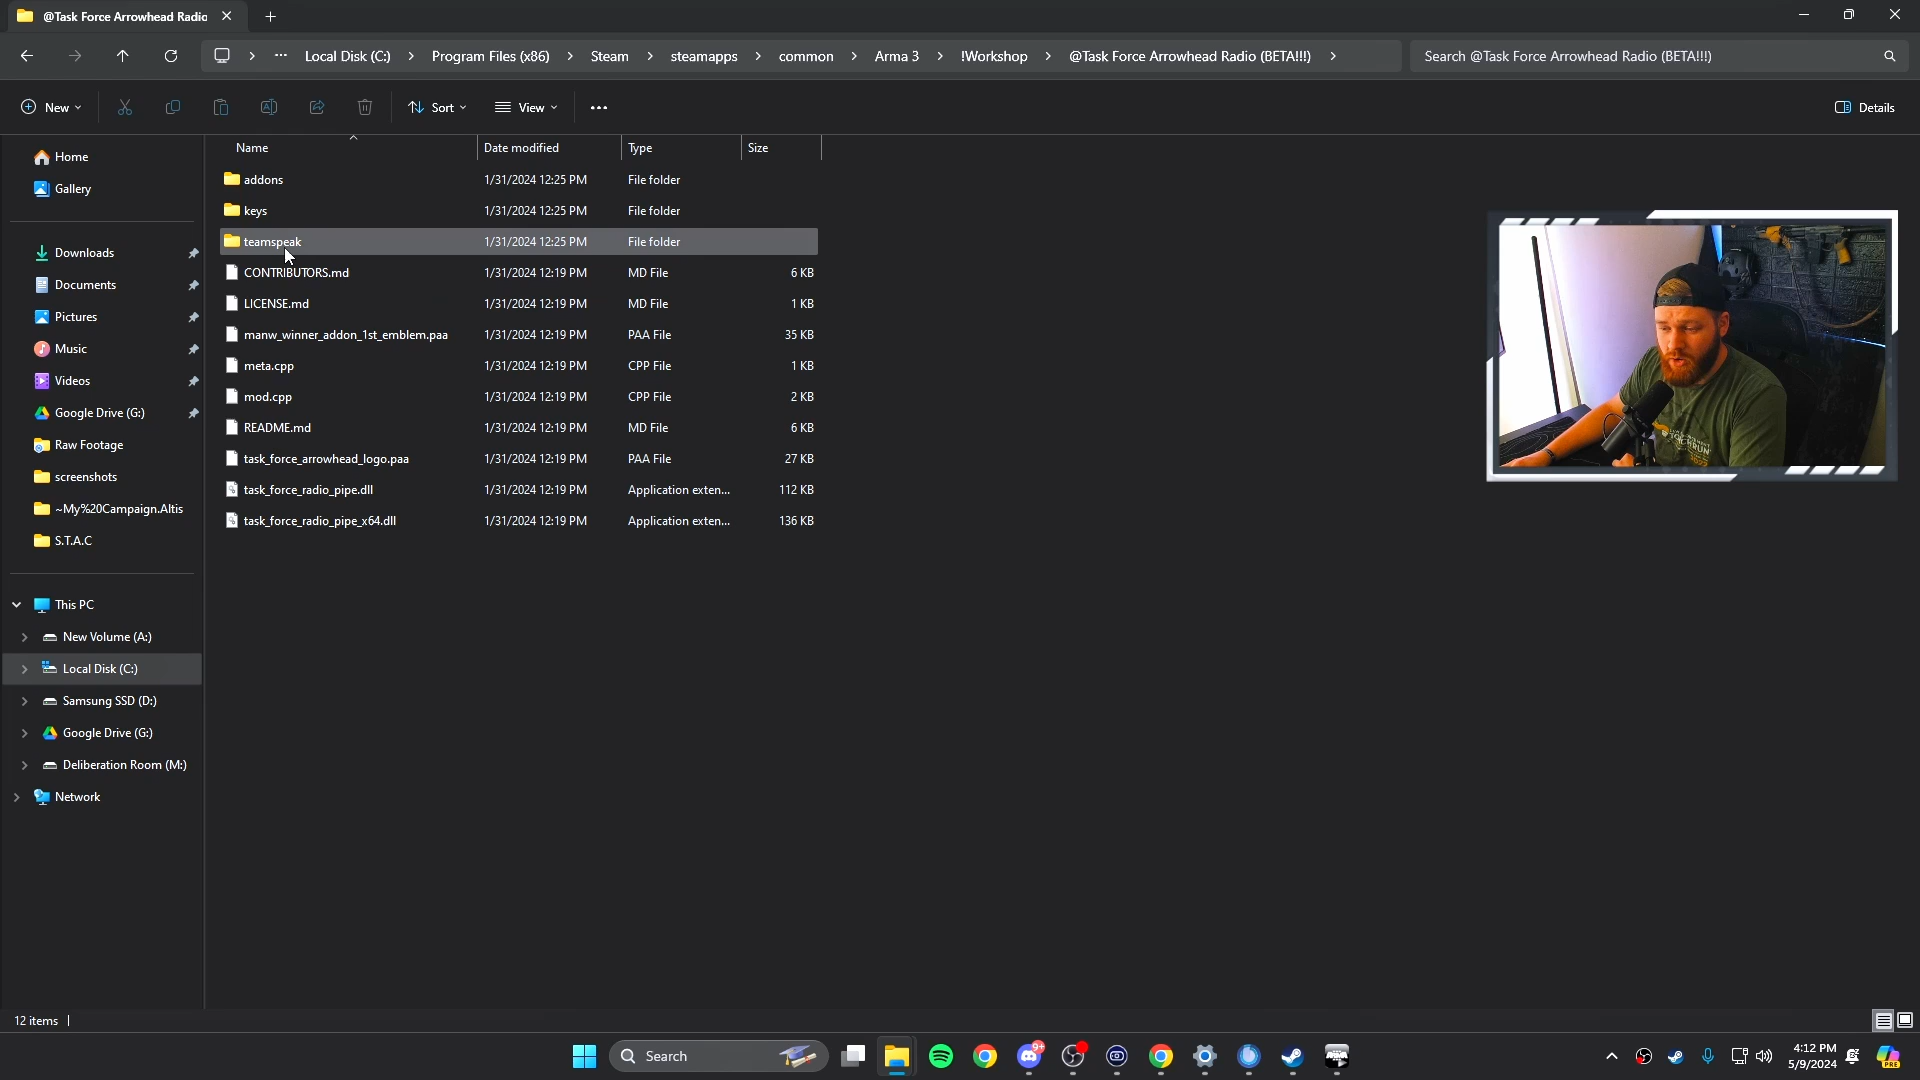 @Task Force Arrowhead Radio
Local Disk (C:) Program Files (x86) Steam steamapps common Arma 3 !Workshop @Task Force Arrowhead Radio (BETA!!!)
Search @Task Force Arrowhead Radio (BETA!!!)
New Sort View Details
Name Date modified Type Size
Home
Gallery
Downloads
Documents
Pictures
Music
Videos
Google Drive (G:)
Raw Footage
screenshots
~My%20Campaign.Altis
S.T.A.C
This PC
New Volume (A:)
Local Disk (C:)
Samsung SSD (D:)
Google Drive (G:)
Deliberation Room (M:)
Network
addons 1/31/2024 12:25 PM File folder
keys 1/31/2024 12:25 PM File folder
teamspeak 1/31/2024 12:25 PM File folder
CONTRIBUTORS.md 1/31/2024 12:19 PM MD File 6 KB
LICENSE.md 1/31/2024 12:19 PM MD File 1 KB
manw_winner_addon_1st_emblem.paa 1/31/2024 12:19 PM PAA File 35 KB
meta.cpp 1/31/2024 12:19 PM CPP File 1 KB
mod.cpp 1/31/2024 12:19 PM CPP File 2 KB
README.md 1/31/2024 12:19 PM MD File 6 KB
task_force_arrowhead_logo.paa 1/31/2024 12:19 PM PAA File 27 KB
task_force_radio_pipe.dll 1/31/2024 12:19 PM Application exten... 112 KB
task_force_radio_pipe_x64.dll 1/31/2024 12:19 PM Application exten... 136 KB
12 items
Search
9+
4:12 PM
5/9/2024
PRE